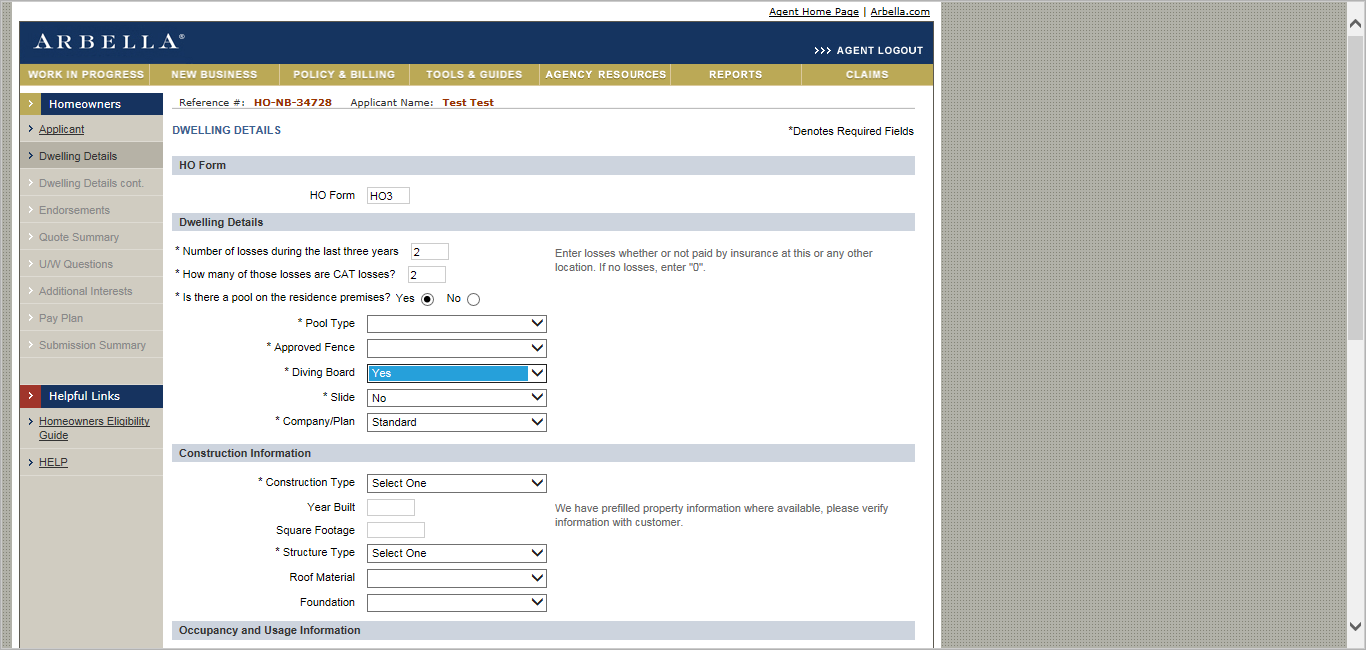 Agent Home Page | Arbella.com
ARBELLA®
>>> AGENT LOGOUT
WORK IN PROGRESS NEW BUSINESS POLICY & BILLING TOOLS & GUIDES AGENCY RESOURCES REPORTS CLAIMS
Homeowners
Applicant
Dwelling Details
Dwelling Details cont.
Endorsements
Quote Summary
U/W Questions
Additional Interests
Pay Plan
Submission Summary
Helpful Links
Homeowners Eligibility
Guide
HELP
Reference #: HO-NB-34728 Applicant Name: Test Test
DWELLING DETAILS
*Denotes Required Fields
HO Form
HO Form HO3
Dwelling Details
* Number of losses during the last three years 2
Enter losses whether or not paid by insurance at this or any other
location. If no losses, enter "0".
* How many of those losses are CAT losses? 2
* Is there a pool on the residence premises? Yes No
* Pool Type
* Approved Fence
* Diving Board Yes
* Slide No
* Company/Plan Standard
Construction Information
* Construction Type Select One
Year Built
We have prefilled property information where available, please verify
information with customer.
Square Footage
* Structure Type Select One
Roof Material
Foundation
Occupancy and Usage Information